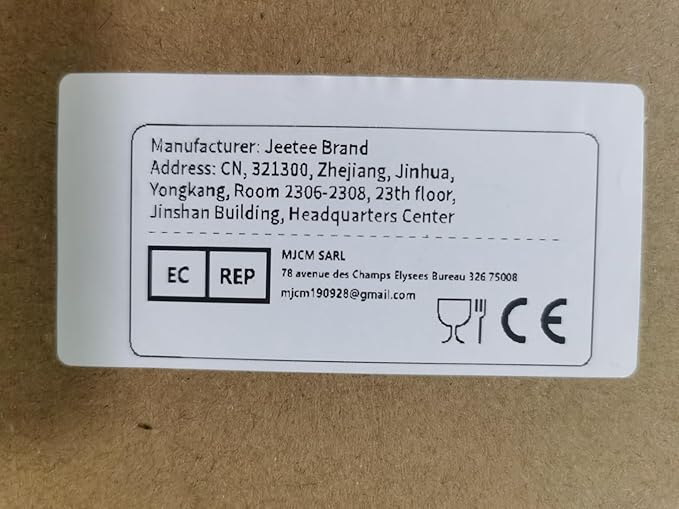 Manufacturer: Jeetee Brand
Address: CN, 321300, Zhejiang, Jinhua,
Yongkang, Room 2306-2308, 23th floor,
Jinshan Building, Headquarters Center
EC REP
MJCM SARL
78 avenue des Champs Elysees Bureau 326 75008
mjcm190928@gmail.com
CE